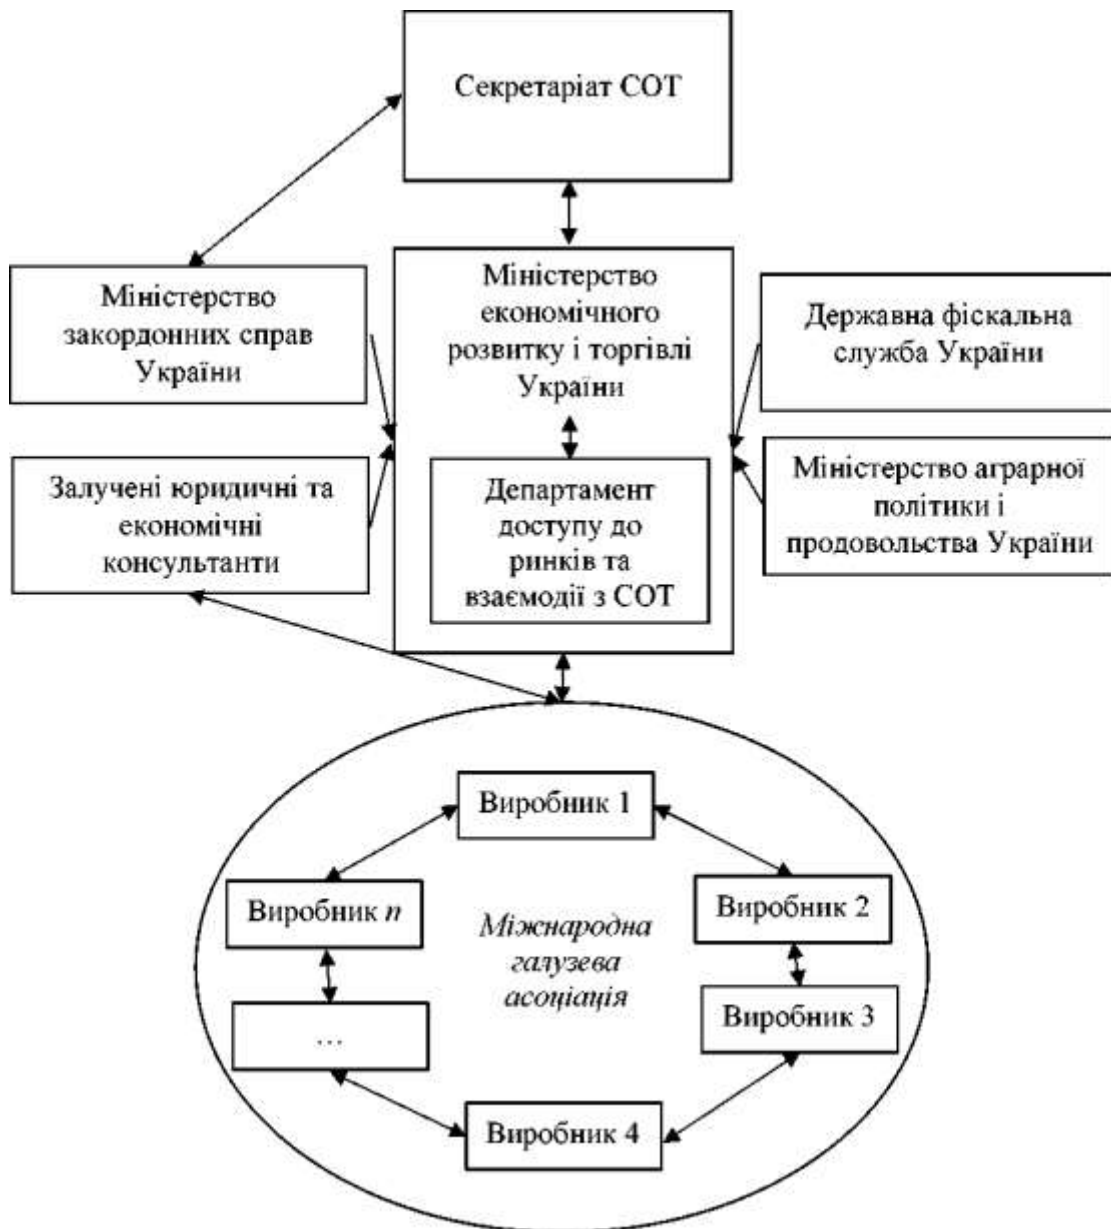 Секретаріат СОТ
Міністерство
закордонних справ
України
Міністерство
економічного
розвитку і торгівлі
України
Державна фіскальна
служба України
Залучені юридичні та
економічні
консультанти
Департамент
доступу до
ринків та
взаємодії з СОТ
Міністерство аграрної
політики і
продовольства України
Виробник 1
Виробник n
Виробник 2
Міжнародна
галузева
асоціація
...
Виробник 3
Виробник 4